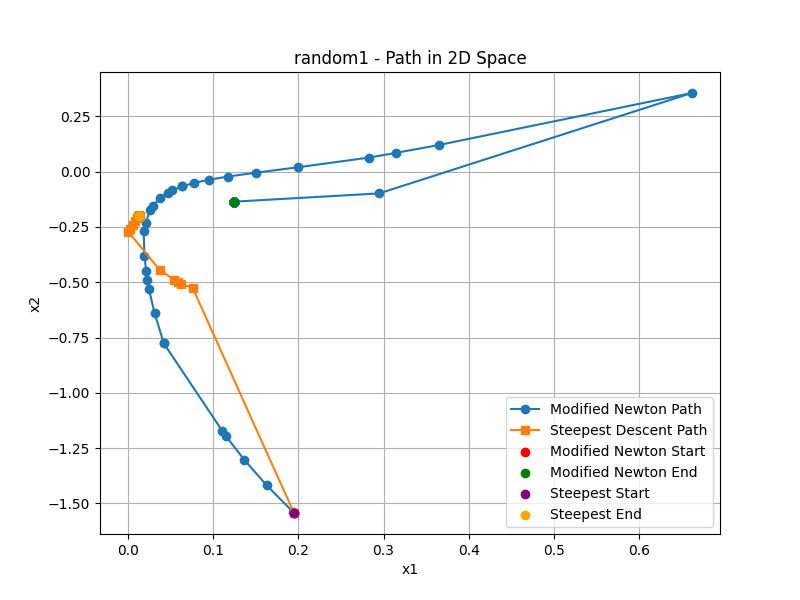 random1 - Path in 2D Space
0.25
0.00
−0.25
−0.50
−0.75
−1.00
−1.25
−1.50
x2
0.0 0.1 0.2 0.3 0.4 0.5 0.6
x1
Modified Newton Path
Steepest Descent Path
Modified Newton Start
Modified Newton End
Steepest Start
Steepest End